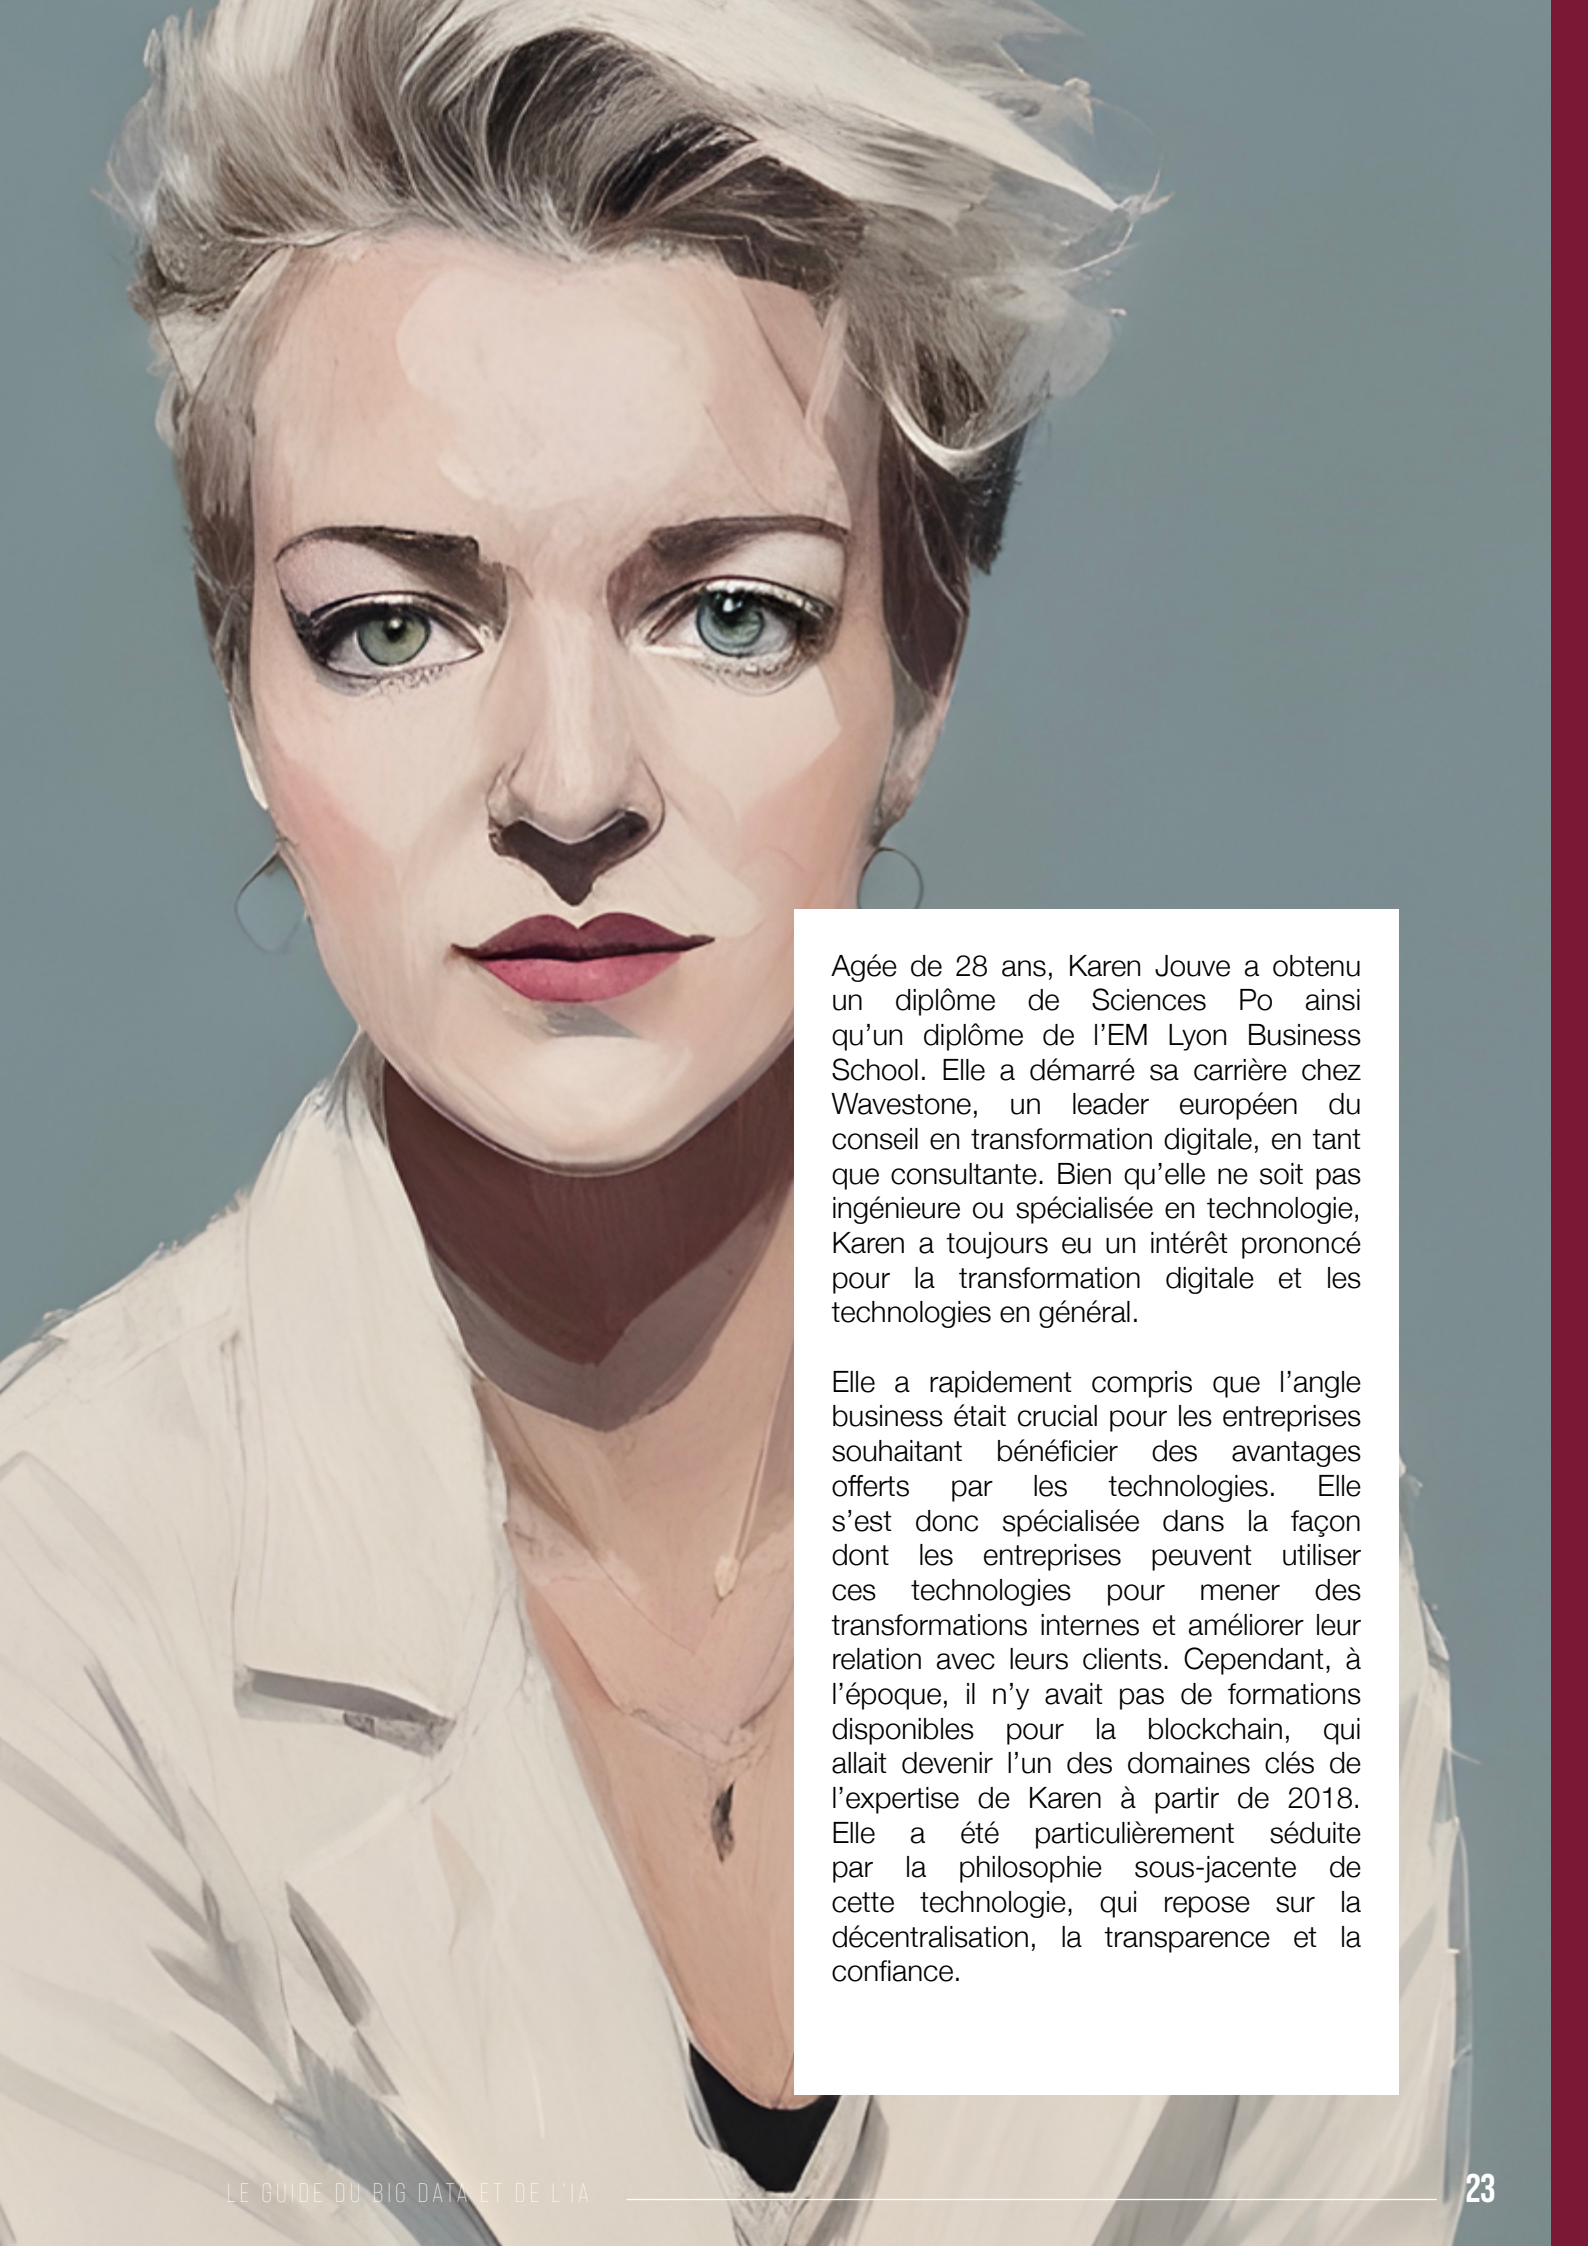 Agée de 28 ans, Karen Jouve a obtenu
un diplôme de Sciences Po ainsi
qu’un diplôme de l’EM Lyon Business
School. Elle a démarré sa carrière chez
Wavestone, un leader européen du
conseil en transformation digitale, en tant
que consultante. Bien qu’elle ne soit pas
ingénieure ou spécialisée en technologie,
Karen a toujours eu un intérêt prononcé
pour la transformation digitale et les
technologies en général.
Elle a rapidement compris que l’angle
business était crucial pour les entreprises
souhaitant bénéficier des avantages
offerts par les technologies. Elle
s’est donc spécialisée dans la façon
dont les entreprises peuvent utiliser
ces technologies pour mener des
transformations internes et améliorer leur
relation avec leurs clients. Cependant, à
l’époque, il n’y avait pas de formations
disponibles pour la blockchain, qui
allait devenir l’un des domaines clés de
l’expertise de Karen à partir de 2018.
Elle a été particulièrement séduite
par la philosophie sous-jacente de
cette technologie, qui repose sur la
décentralisation, la transparence et la
confiance.
LE GUIDE DU BIG DATA ET DE L'IA
23